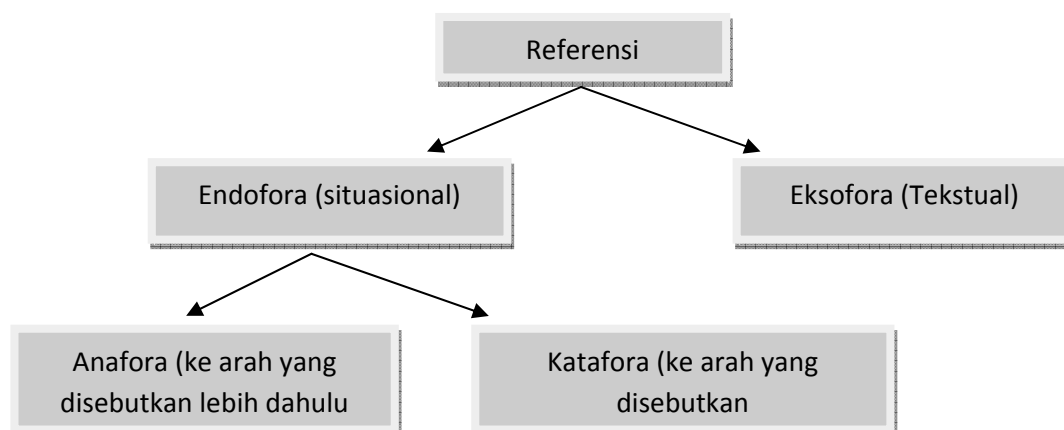 Referensi
Endofora (situasional)
Eksofora (Tekstual)
Anafora (ke arah yang
disebutkan lebih dahulu
Katafora (ke arah yang
disebutkan